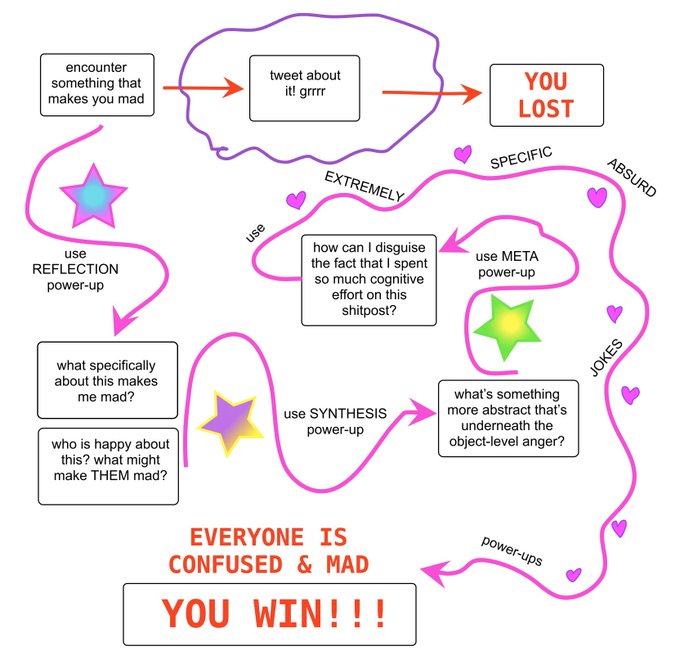 encounter
something that
makes you mad
tweet about
it! grrrr
YOU
LOST
use
REFLECTION
power-up
what specifically
about this makes
me mad?
who is happy about
this? what might
make THEM mad?
use SYNTHESIS
power-up
what's something
more abstract that's
underneath the
object-level anger?
use META
power-up
how can I disguise
the fact that I spent
so much cognitive
effort on this
shitpost?
use
EXTREMELY
SPECIFIC
ABSURD
JOKES
power-ups
EVERYONE IS
CONFUSED & MAD
YOU WIN!!!